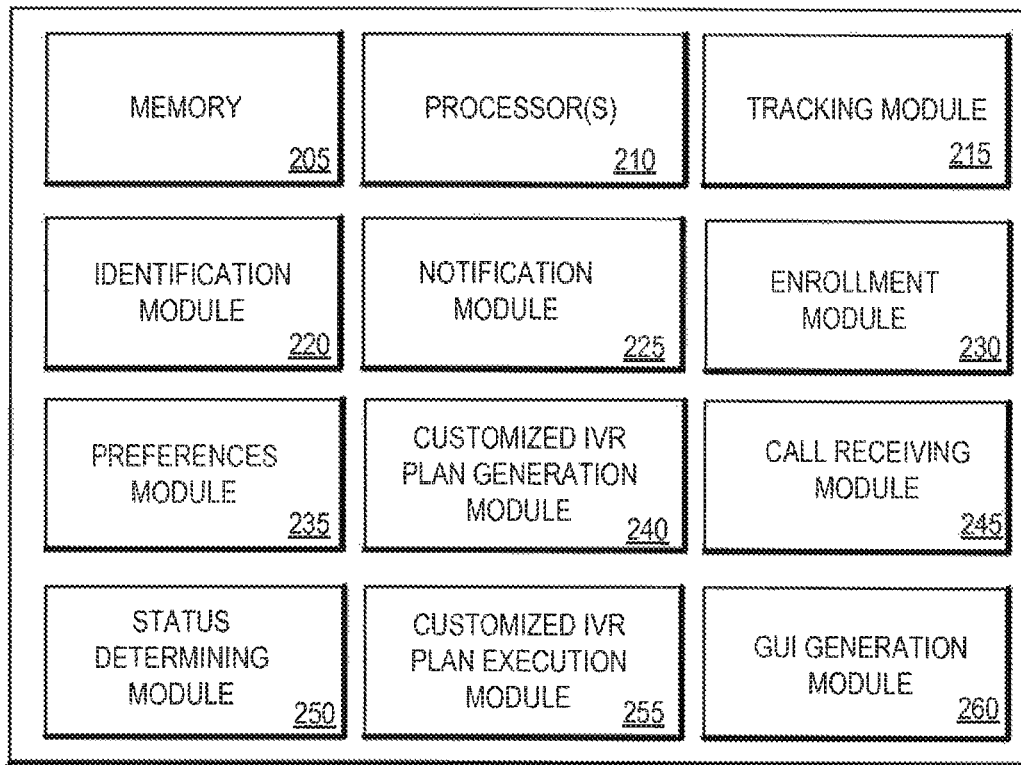 MEMORY
205
PROCESSOR(S)
210
TRACKING MODULE
215
IDENTIFICATION
MODULE
220
NOTIFICATION
MODULE
225
ENROLLMENT
MODULE
230
PREFERENCES
MODULE
235
CUSTOMIZED IVR
PLAN GENERATION
MODULE
240
CALL RECEIVING
MODULE
245
STATUS
DETERMINING
MODULE
250
CUSTOMIZED IVR
PLAN EXECUTION
MODULE
255
GUI GENERATION
MODULE
260